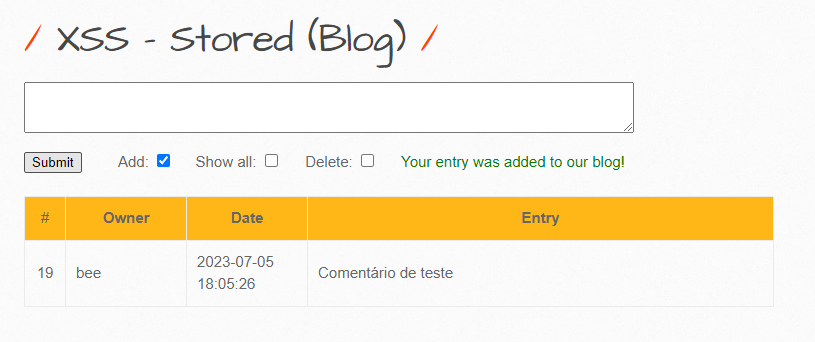 / XSS - Stored (Blog) /
Submit Add: Show all: Delete: Your entry was added to our blog!
# Owner Date Entry
19 bee 2023-07-05 18:05:26 Comentário de teste